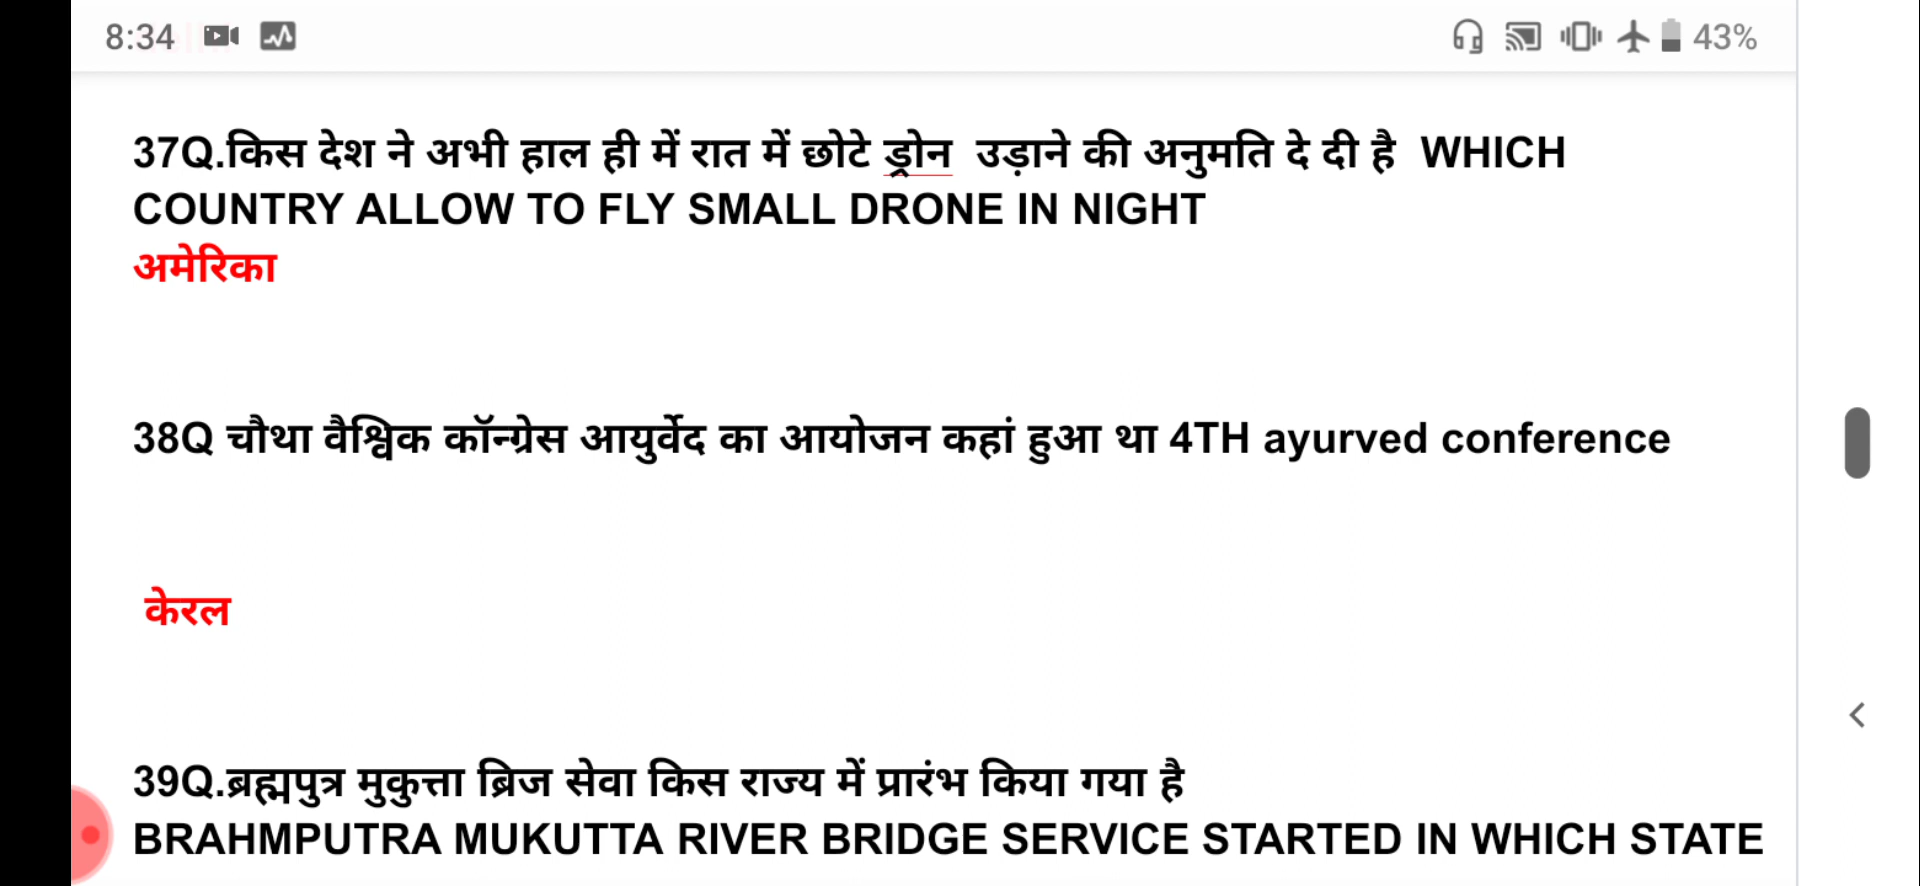 8:34 43%
37Q.किस देश ने अभी हाल ही में रात में छोटे ड्रोन उड़ाने की अनुमति दे दी है WHICH
COUNTRY ALLOW TO FLY SMALL DRONE IN NIGHT
अमेरिका
38Q चौथा वैश्विक कॉन्ग्रेस आयुर्वेद का आयोजन कहां हुआ था 4TH ayurved conference
केरल
39Q.ब्रह्मपुत्र मुकुत्ता ब्रिज सेवा किस राज्य में प्रारंभ किया गया है
BRAHMPUTRA MUKUTTA RIVER BRIDGE SERVICE STARTED IN WHICH STATE